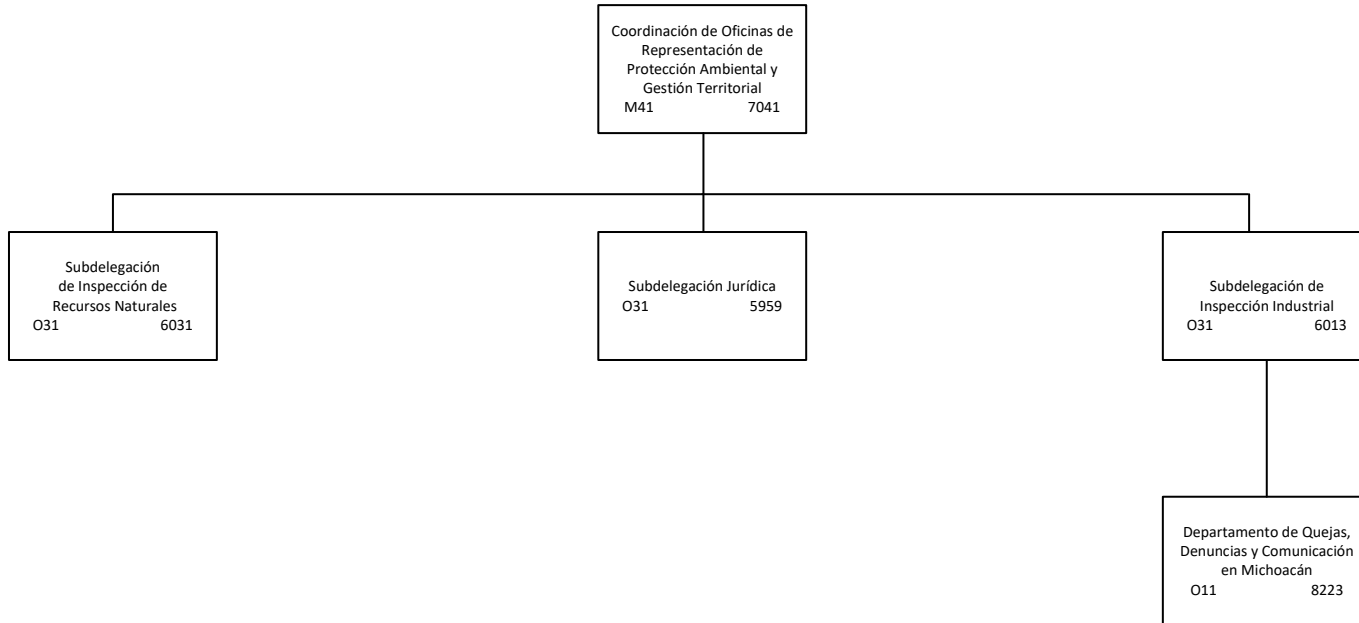 Coordinación de Oficinas de
Representación de
Protección Ambiental y
Gestión Territorial
M41 7041
Subdelegación
de Inspección de
Recursos Naturales
O31 6031
Subdelegación Jurídica
O31 5959
Subdelegación de
Inspección Industrial
O31 6013
Departamento de Quejas,
Denuncias y Comunicación
en Michoacán
O11 8223